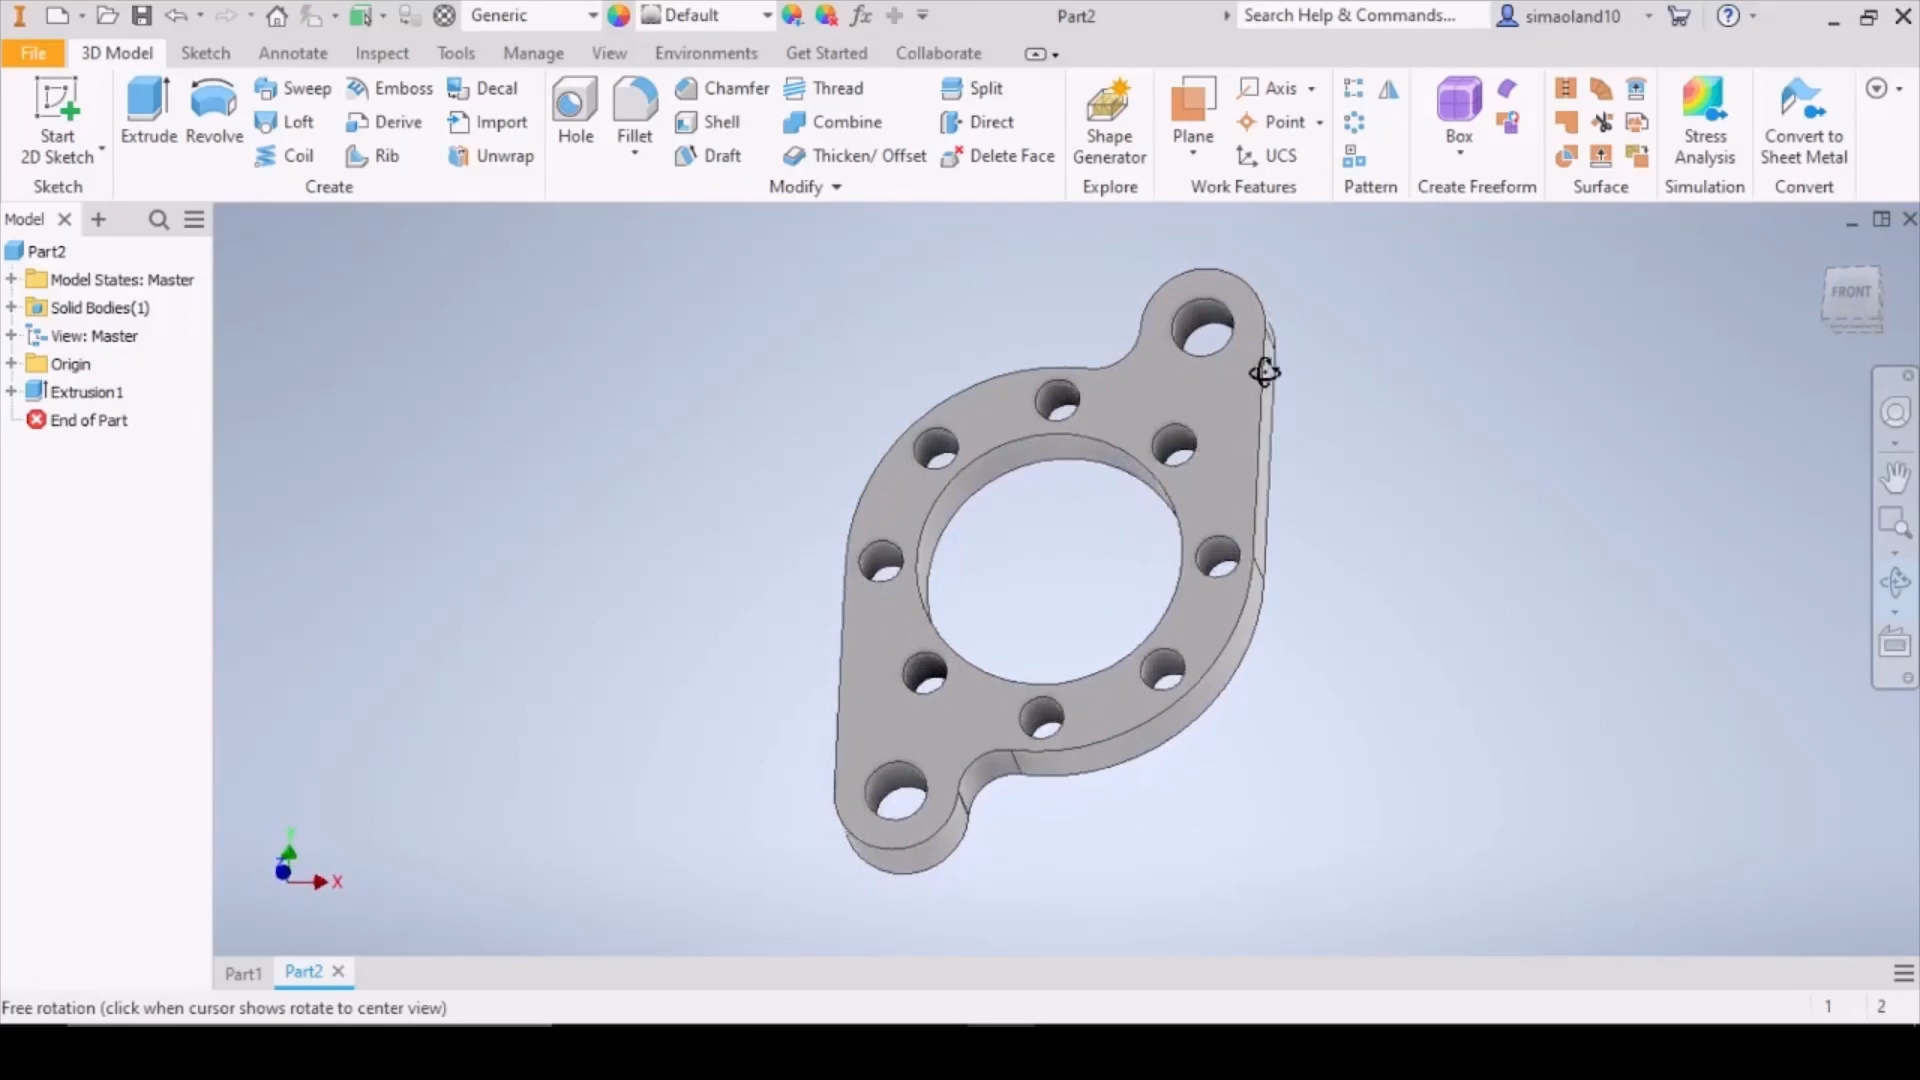 Generic Default fx Part2 Search Help & Commands... simaoland10
File 3D Model Sketch Annotate Inspect Tools Manage View Environments Get Started Collaborate
Start 2D Sketch
Sketch
Extrude Revolve
Sweep Emboss Decal
Loft Derive Import
Coil Rib Unwrap
Create
Hole Fillet
Chamfer Thread Split
Shell Combine Direct
Draft Thicken/ Offset Delete Face
Modify
Shape Generator
Explore
Plane
Axis
Point
UCS
Work Features
Pattern
Box
Create Freeform
Surface
Stress Analysis
Simulation
Convert to Sheet Metal
Convert
Model
Part2
Model States: Master
Solid Bodies(1)
View: Master
Origin
Extrusion1
End of Part
FRONT
Y
Z
X
Part1 Part2
Free rotation (click when cursor shows rotate to center view) 1 2